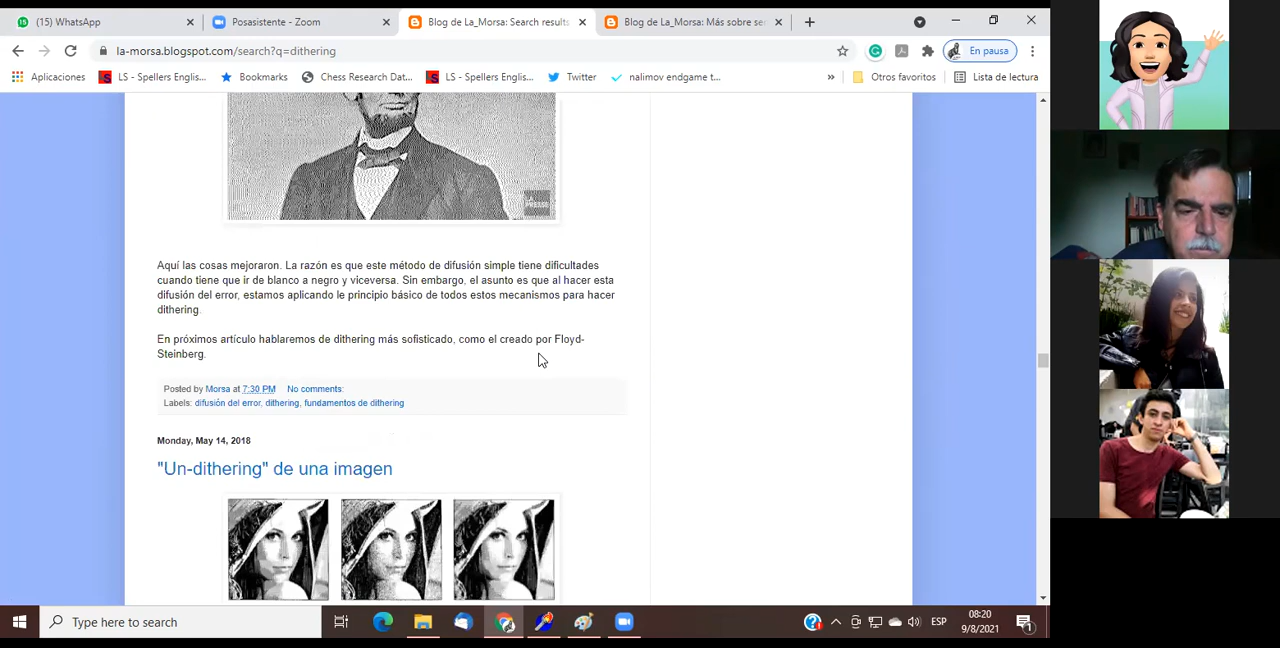 (15) WhatsApp
Posasistente - Zoom
Blog de La_Morsa: Search results
Blog de La_Morsa: Más sobre se
la-morsa.blogspot.com/search?q=dithering
En pausa
Aplicaciones
LS - Spellers Englis...
Bookmarks
Chess Research Dat...
LS - Spellers Englis...
Twitter
nalimov endgame t...
»
Otros favoritos
Lista de lectura
LA PRESSE
Aquí las cosas mejoraron. La razón es que este método de difusión simple tiene dificultades
cuando tiene que ir de blanco a negro y viceversa. Sin embargo, el asunto es que al hacer esta
difusión del error, estamos aplicando le principio básico de todos estos mecanismos para hacer
dithering.
En próximos artículo hablaremos de dithering más sofisticado, como el creado por Floyd-
Steinberg.
Posted by Morsa at 7:30 PM No comments:
Labels: difusión del error, dithering, fundamentos de dithering
Monday, May 14, 2018
"Un-dithering" de una imagen
Type here to search
ESP
08:20
9/8/2021
1